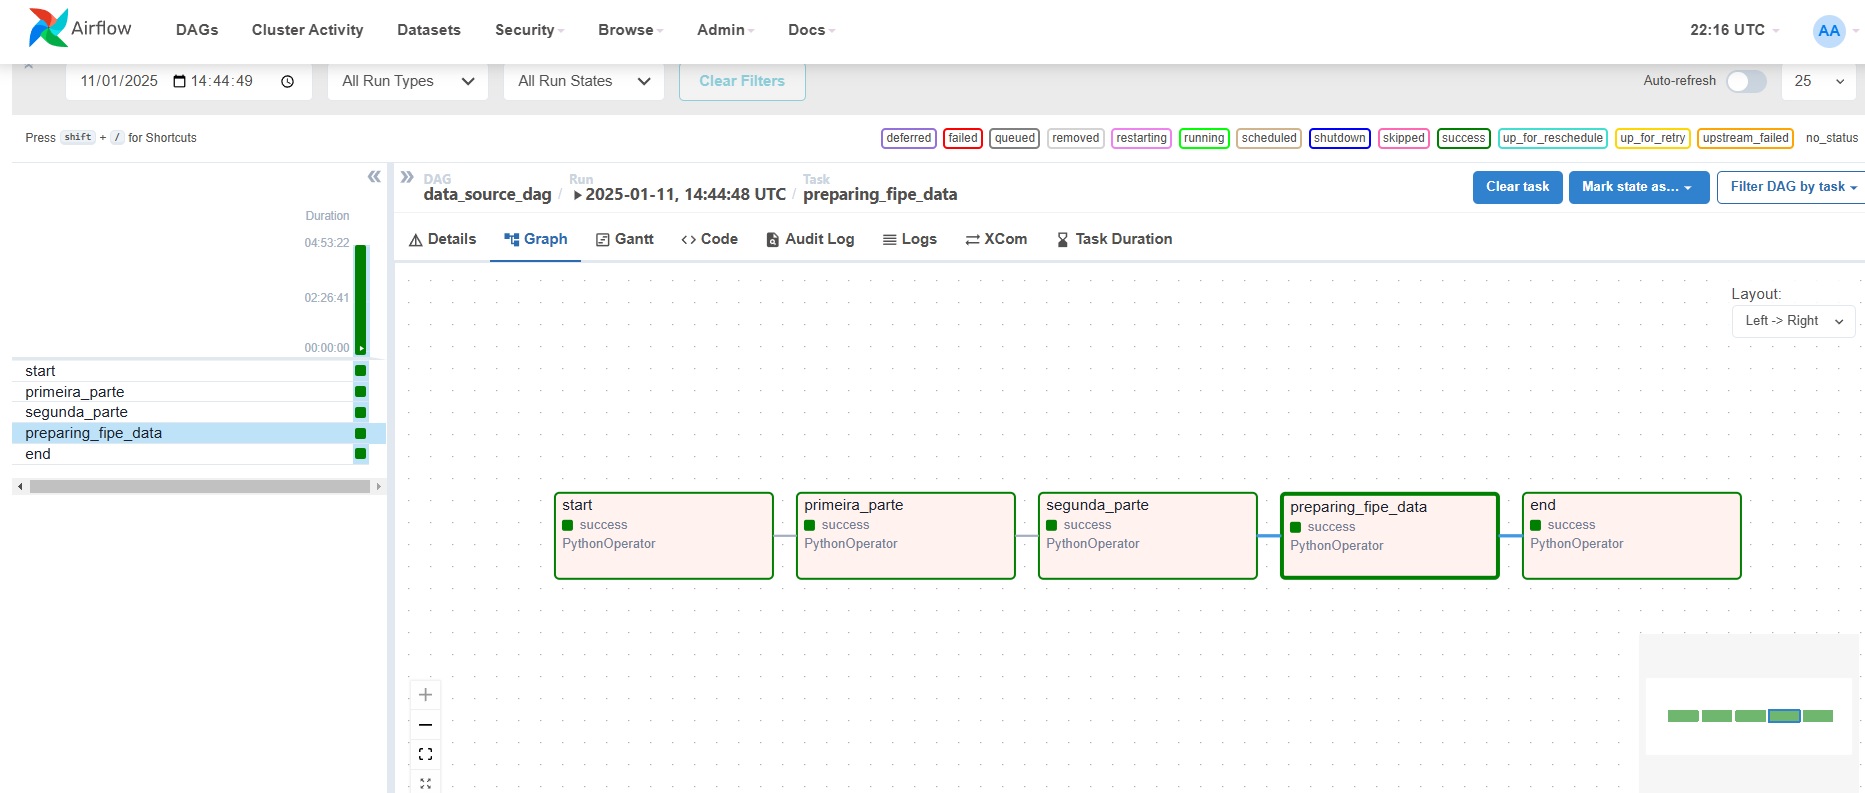 Airflow DAGs Cluster Activity Datasets Security Browse Admin Docs 22:16 UTC AA
11/01/2025 14:44:49 All Run Types All Run States Clear Filters Auto-refresh 25
Press shift + / for Shortcuts deferred failed queued removed restarting running scheduled shutdown skipped success up_for_reschedule up_for_retry upstream_failed no_status
DAG Run Task
data_source_dag / 2025-01-11, 14:44:48 UTC / preparing_fipe_data
Clear task Mark state as... Filter DAG by task
Details Graph Gantt Code Audit Log Logs XCom Task Duration
Duration
04:53:22
02:26:41
00:00:00
start
primeira_parte
segunda_parte
preparing_fipe_data
end
Layout:
Left -> Right
start
success
PythonOperator
primeira_parte
success
PythonOperator
segunda_parte
success
PythonOperator
preparing_fipe_data
success
PythonOperator
end
success
PythonOperator